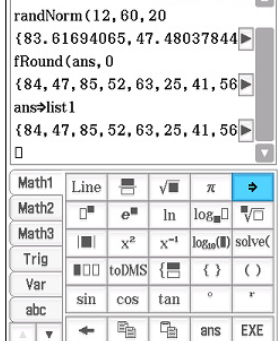 randNorm(12,60,20
{83.61694065,47.48037844
fRound(ans,0
{84,47,85,52,63,25,41,56
ans⇒list1
{84,47,85,52,63,25,41,56
Math1 Line √■ π ⇒
Math2 □■ e■ ln log■□ ■√□
Math3 |■| x² x⁻¹ log₁₀(■) solve(
Trig ■□□ toDMS { { } ( )
Var sin cos tan ° r
abc ans EXE